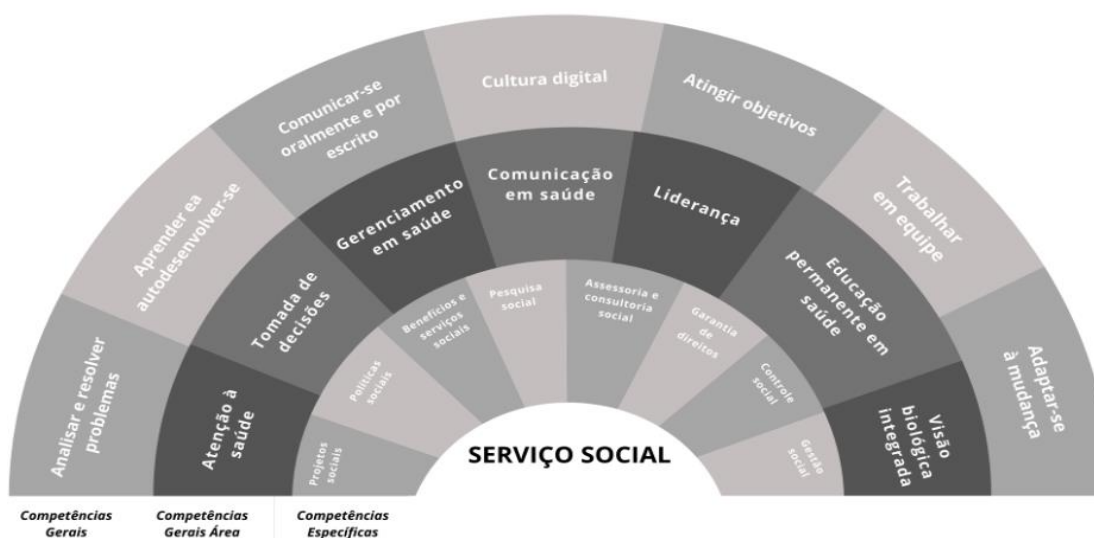 Analisar e resolver
problemas
Aprender ea
autodesenvolver-se
Comunicar-se
oralmente e por
escrito
Cultura digital
Atingir objetivos
Trabalhar
em equipe
Adaptar-se
à mudança
Atenção à
saúde
Tomada de
decisões
Gerenciamento
em saúde
Comunicação
em saúde
Liderança
Educação
permanente em
saúde
Visão
biológica
integrada
Projetos
sociais
Políticas
sociais
Benefícios e
serviços
sociais
Pesquisa
social
Assessoria e
consultoria
social
Garantia
de
direitos
Controle
social
Gestão
social
SERVIÇO SOCIAL
Competências
Gerais
Competências
Gerais Área
Competências
Específicas